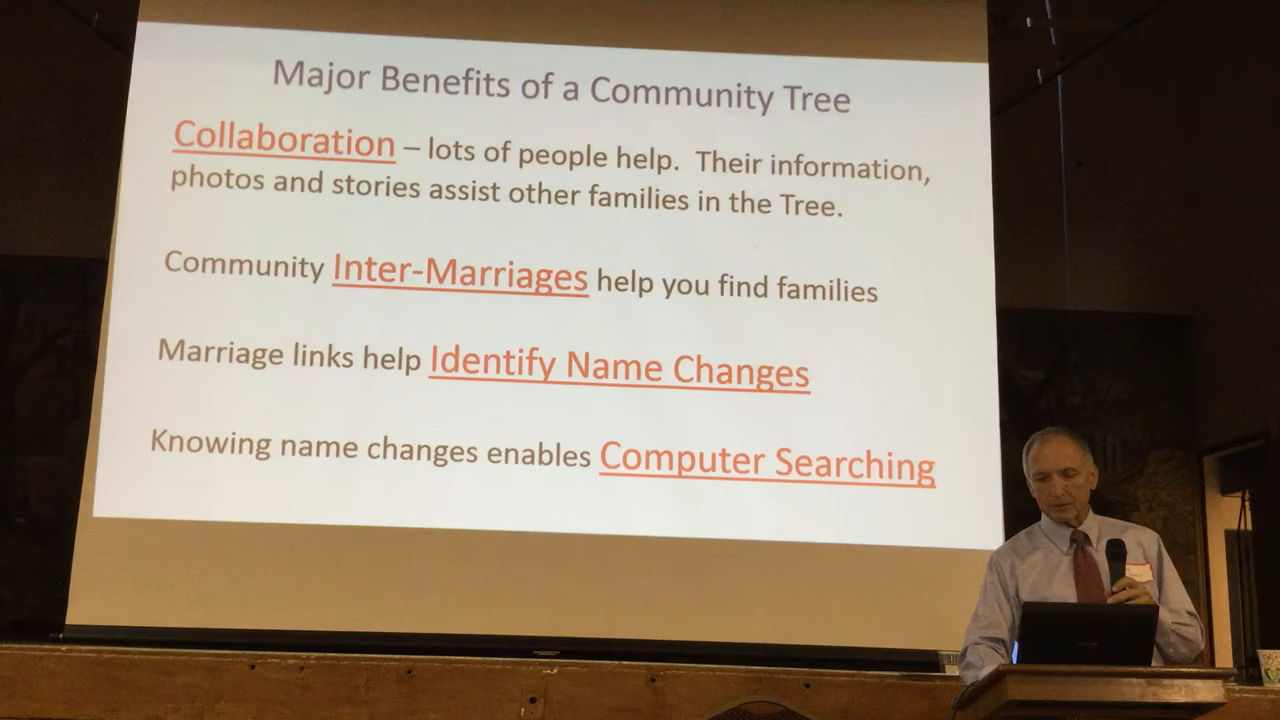 Major Benefits of a Community Tree
Collaboration – lots of people help. Their information,
photos and stories assist other families in the Tree.
Community Inter-Marriages help you find families
Marriage links help Identify Name Changes
Knowing name changes enables Computer Searching